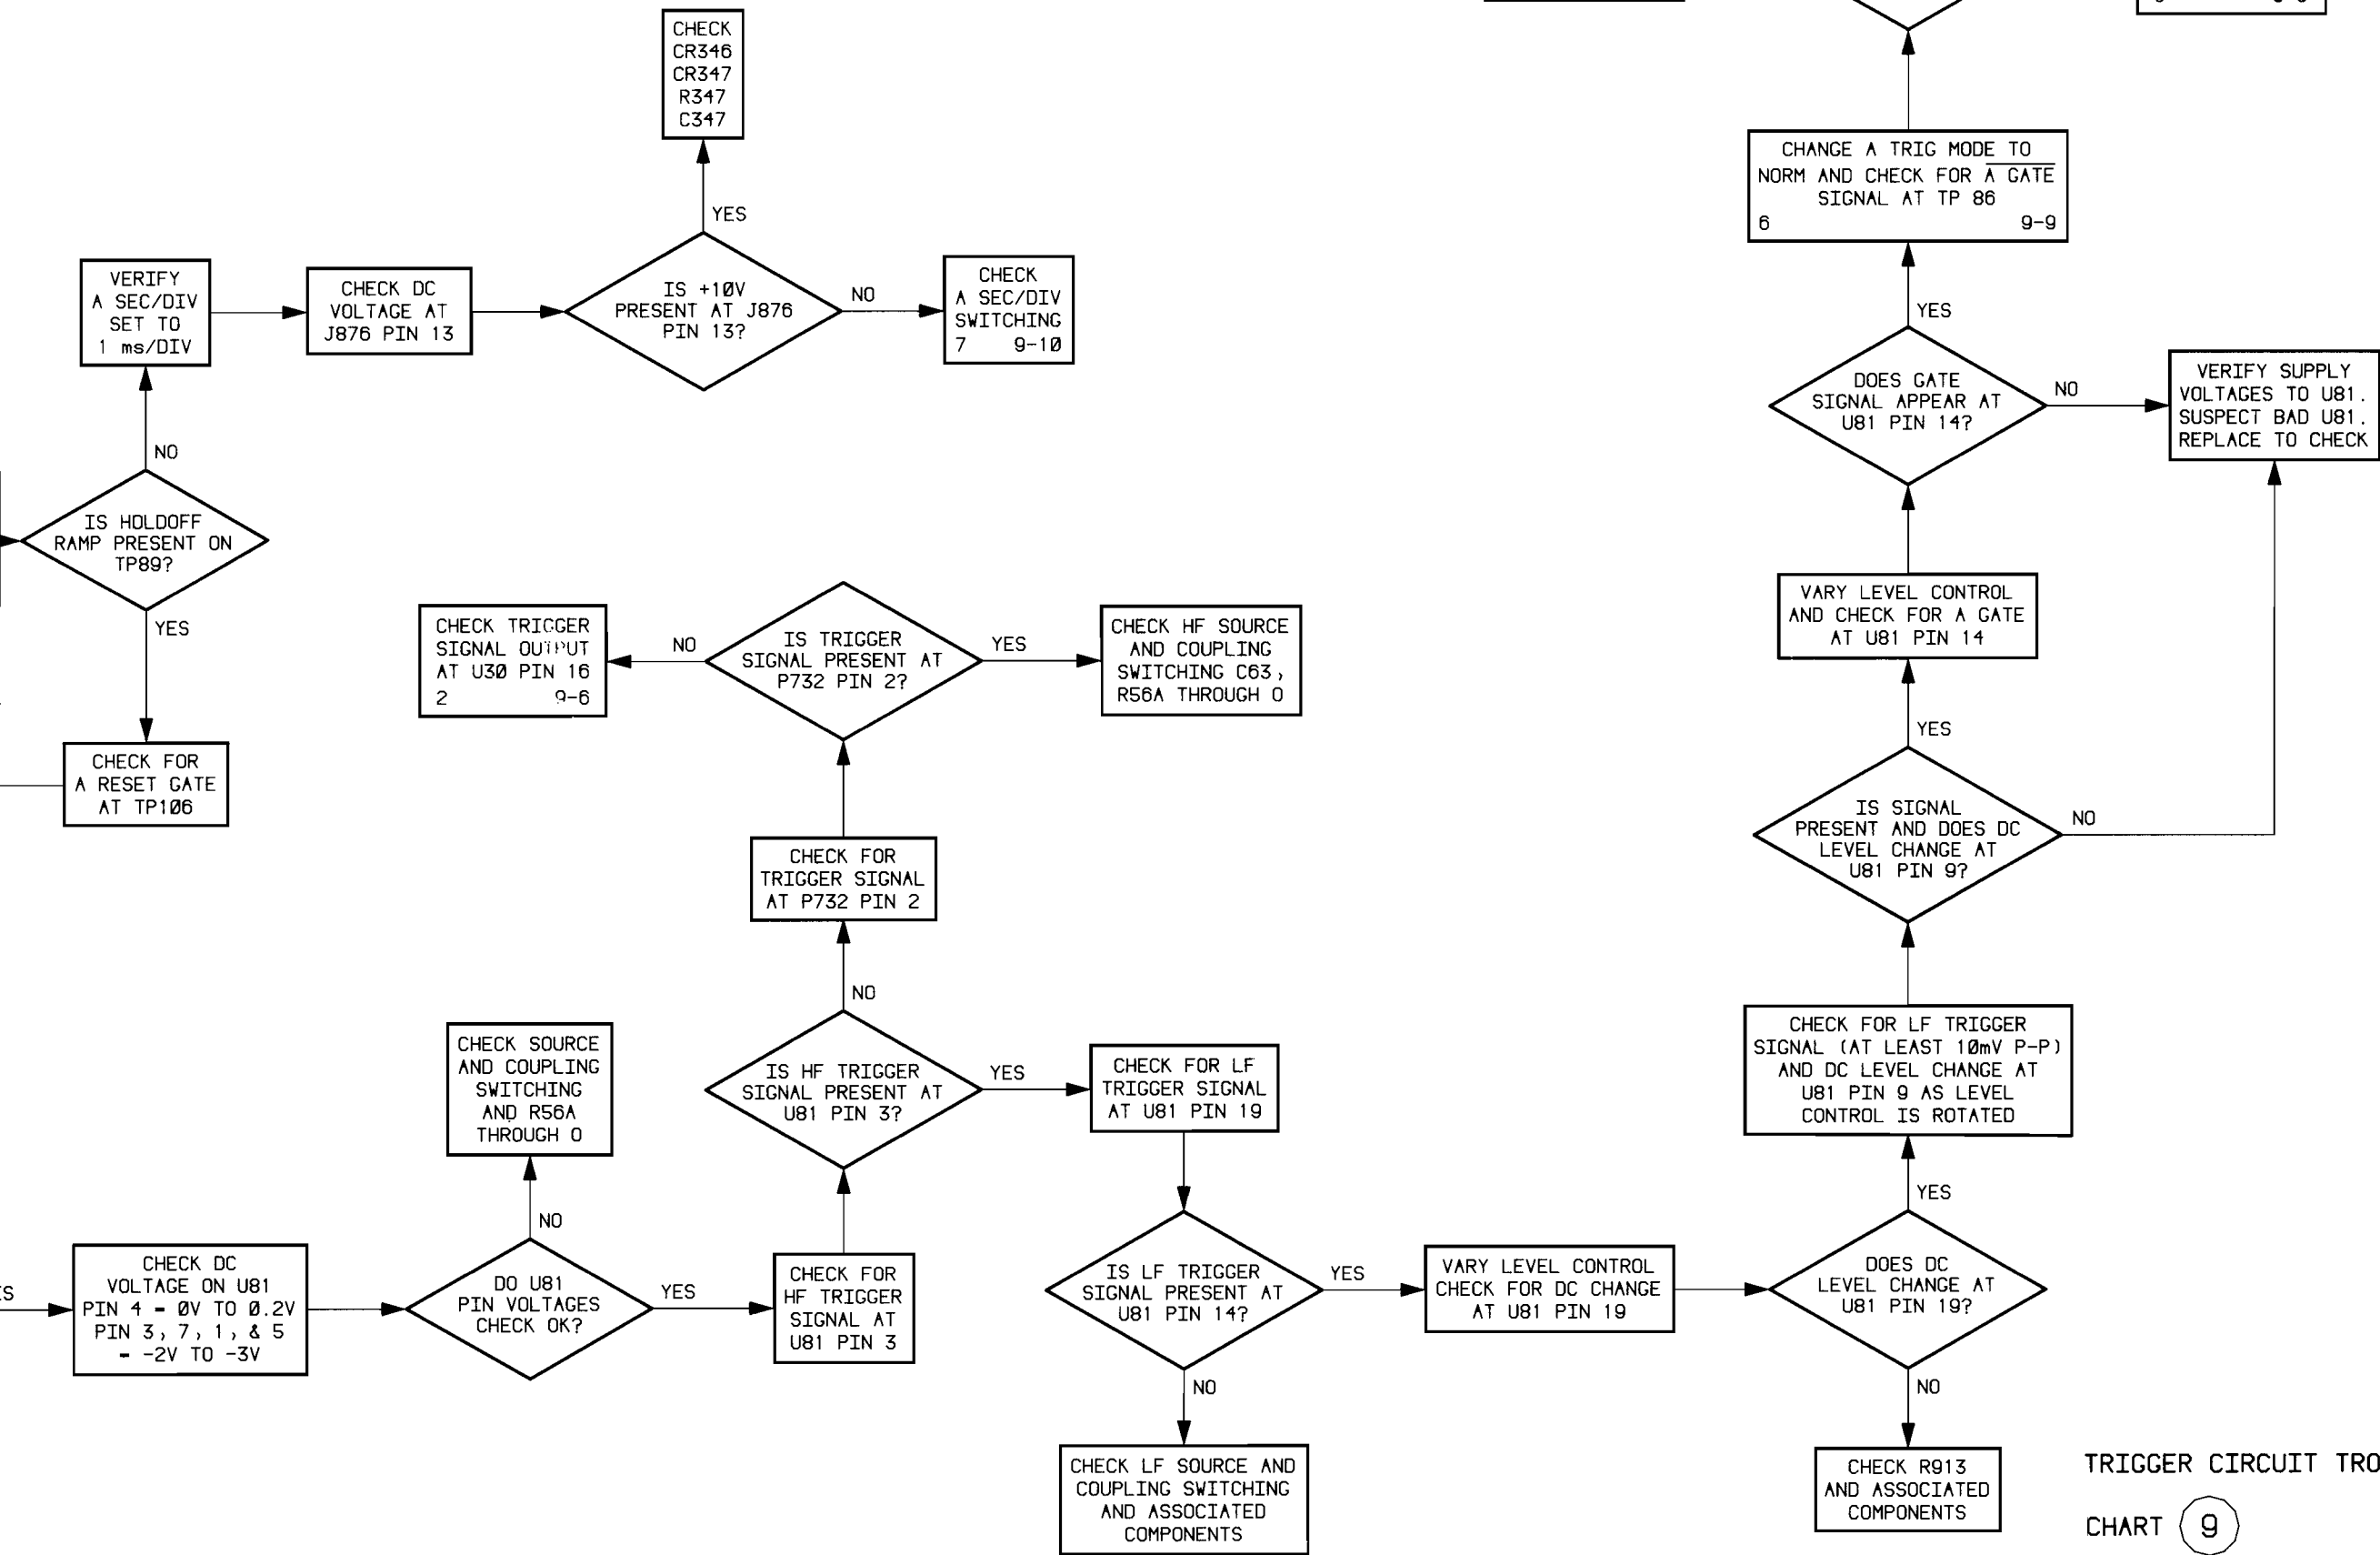 CHECK
CR346
CR347
R347
C347
YES
VERIFY
A SEC/DIV
SET TO
1 ms/DIV
CHECK DC
VOLTAGE AT
J876 PIN 13
IS +10V
PRESENT AT J876
PIN 13?
NO
CHECK
A SEC/DIV
SWITCHING
7 9-10
NO
IS HOLDOFF
RAMP PRESENT ON
TP89?
YES
CHECK FOR
A RESET GATE
AT TP106
CHECK TRIGGER
SIGNAL OUTPUT
AT U30 PIN 16
2 9-6
NO
IS TRIGGER
SIGNAL PRESENT AT
P732 PIN 2?
YES
CHECK HF SOURCE
AND COUPLING
SWITCHING C63,
R56A THROUGH O
CHECK FOR
TRIGGER SIGNAL
AT P732 PIN 2
NO
CHECK SOURCE
AND COUPLING
SWITCHING
AND R56A
THROUGH O
IS HF TRIGGER
SIGNAL PRESENT AT
U81 PIN 3?
YES
CHECK FOR LF
TRIGGER SIGNAL
AT U81 PIN 19
NO
CHECK DC
VOLTAGE ON U81
PIN 4 = 0V TO 0.2V
PIN 3, 7, 1, & 5
= -2V TO -3V
DO U81
PIN VOLTAGES
CHECK OK?
YES
CHECK FOR
HF TRIGGER
SIGNAL AT
U81 PIN 3
IS LF TRIGGER
SIGNAL PRESENT AT
U81 PIN 14?
YES
VARY LEVEL CONTROL
CHECK FOR DC CHANGE
AT U81 PIN 19
NO
CHECK LF SOURCE AND
COUPLING SWITCHING
AND ASSOCIATED
COMPONENTS
CHANGE A TRIG MODE TO
NORM AND CHECK FOR A GATE
SIGNAL AT TP 86
6 9-9
YES
DOES GATE
SIGNAL APPEAR AT
U81 PIN 14?
NO
VERIFY SUPPLY
VOLTAGES TO U81.
SUSPECT BAD U81.
REPLACE TO CHECK
VARY LEVEL CONTROL
AND CHECK FOR A GATE
AT U81 PIN 14
YES
IS SIGNAL
PRESENT AND DOES DC
LEVEL CHANGE AT
U81 PIN 9?
NO
CHECK FOR LF TRIGGER
SIGNAL (AT LEAST 10mV P-P)
AND DC LEVEL CHANGE AT
U81 PIN 9 AS LEVEL
CONTROL IS ROTATED
YES
DOES DC
LEVEL CHANGE AT
U81 PIN 19?
NO
CHECK R913
AND ASSOCIATED
COMPONENTS
TRIGGER CIRCUIT TRO
CHART 9